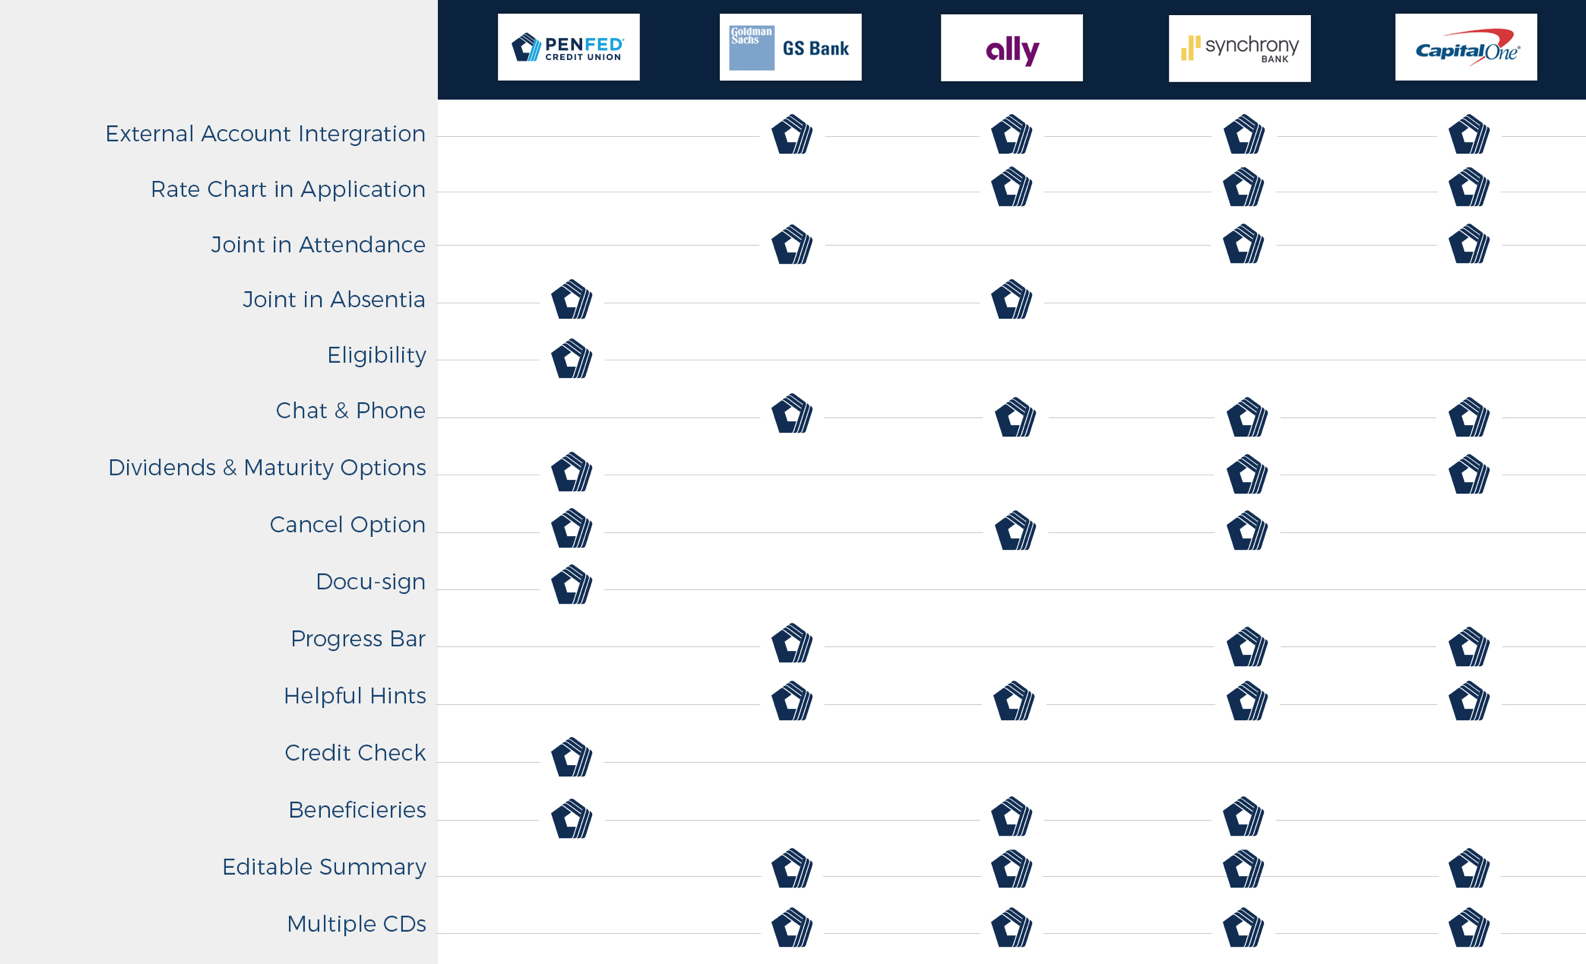 PENFED
CREDIT UNION
Goldman
Sachs
GS Bank
ally
synchrony
BANK
CapitalOne
External Account Intergration
Rate Chart in Application
Joint in Attendance
Joint in Absentia
Eligibility
Chat & Phone
Dividends & Maturity Options
Cancel Option
Docu-sign
Progress Bar
Helpful Hints
Credit Check
Beneficieries
Editable Summary
Multiple CDs